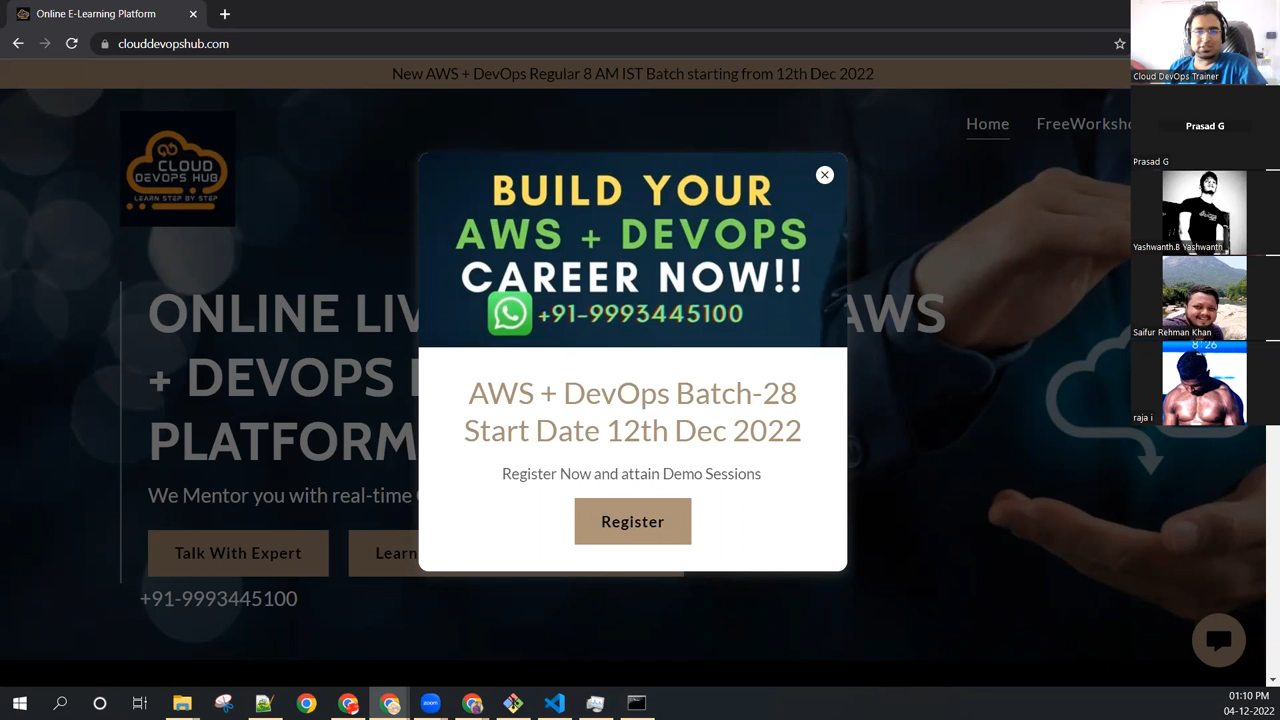 Online E-Learning Platform
clouddevopshub.com
New AWS + DevOps Regular 8 AM IST Batch starting from 12th Dec 2022
Home
FreeWorksho
CLOUD
DEVOPS HUB
LEARN STEP BY STEP
BUILD YOUR
AWS + DEVOPS
CAREER NOW!!
+91-9993445100
ONLINE LIV
AWS
+ DEVOPS
PLATFORM
We Mentor you with real-time
AWS + DevOps Batch-28
Start Date 12th Dec 2022
Register Now and attain Demo Sessions
Register
Talk With Expert
Learn
+91-9993445100
Cloud DevOps Trainer
Prasad G
Prasad G
Yashwanth.B Yashwanth
Saifur Rehman Khan
8:26
raja i
zoom
01:10 PM
04-12-2022